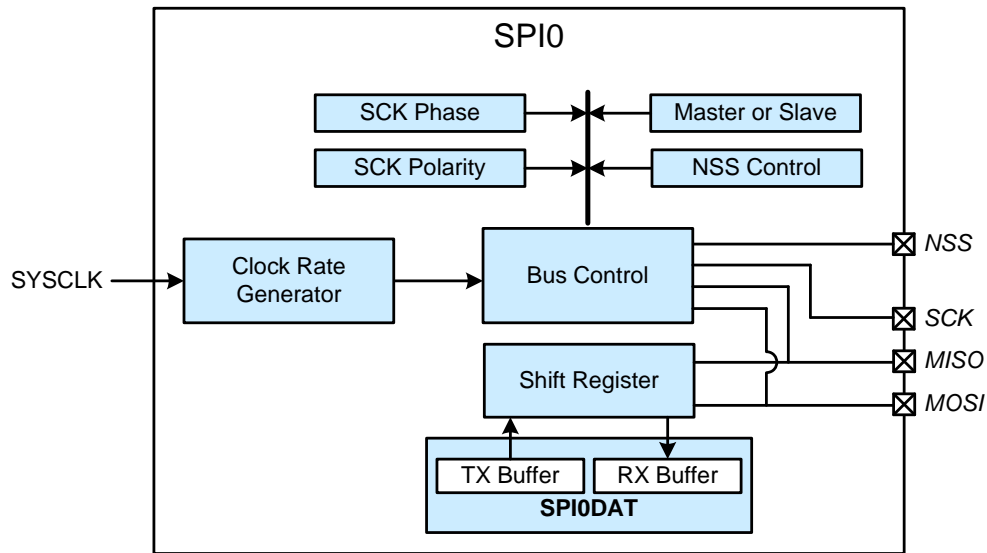 SPI0
SCK Phase
Master or Slave
SCK Polarity
NSS Control
SYSCLK
Clock Rate
Generator
Bus Control
NSS
SCK
MISO
MOSI
Shift Register
TX Buffer
RX Buffer
SPI0DAT